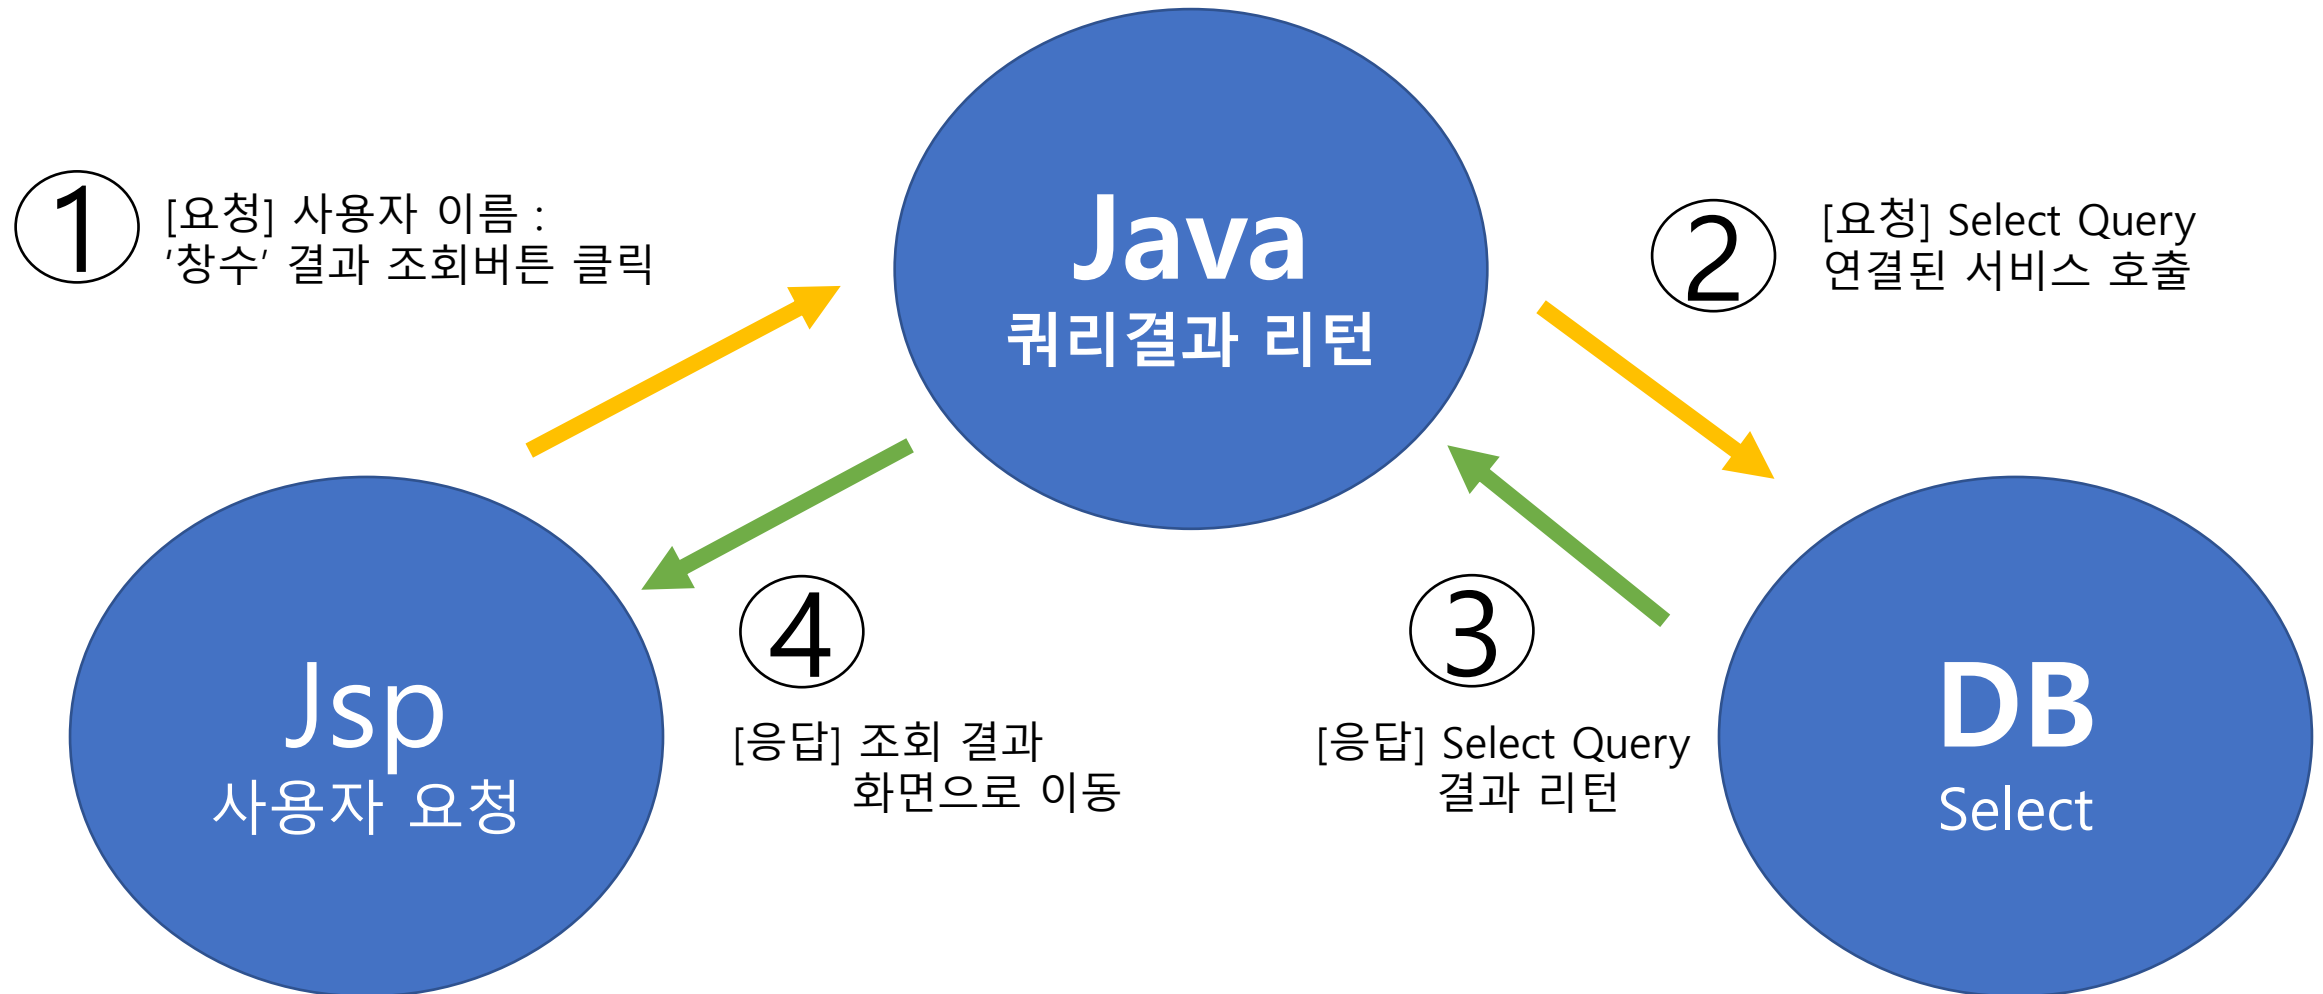 ①
[요청] 사용자 이름 :
'창수' 결과 조회버튼 클릭
Java
쿼리결과 리턴
②
[요청] Select Query
연결된 서비스 호출
Jsp
사용자 요청
④
[응답] 조회 결과
화면으로 이동
③
[응답] Select Query
결과 리턴
DB
Select